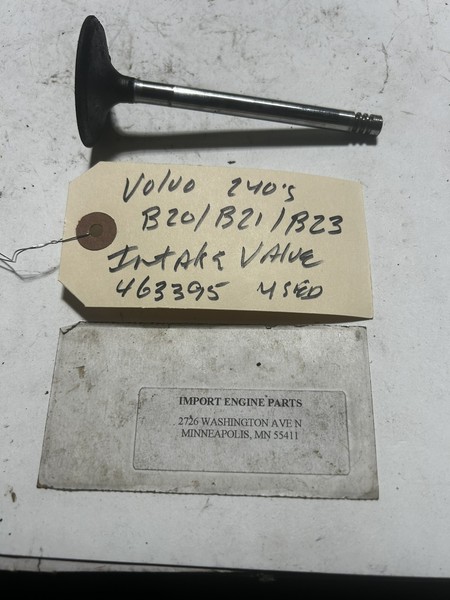 Volvo 240's
B20/B21/B23
Intake Valve
463395 USED
IMPORT ENGINE PARTS
2726 WASHINGTON AVE N
MINNEAPOLIS, MN 55411